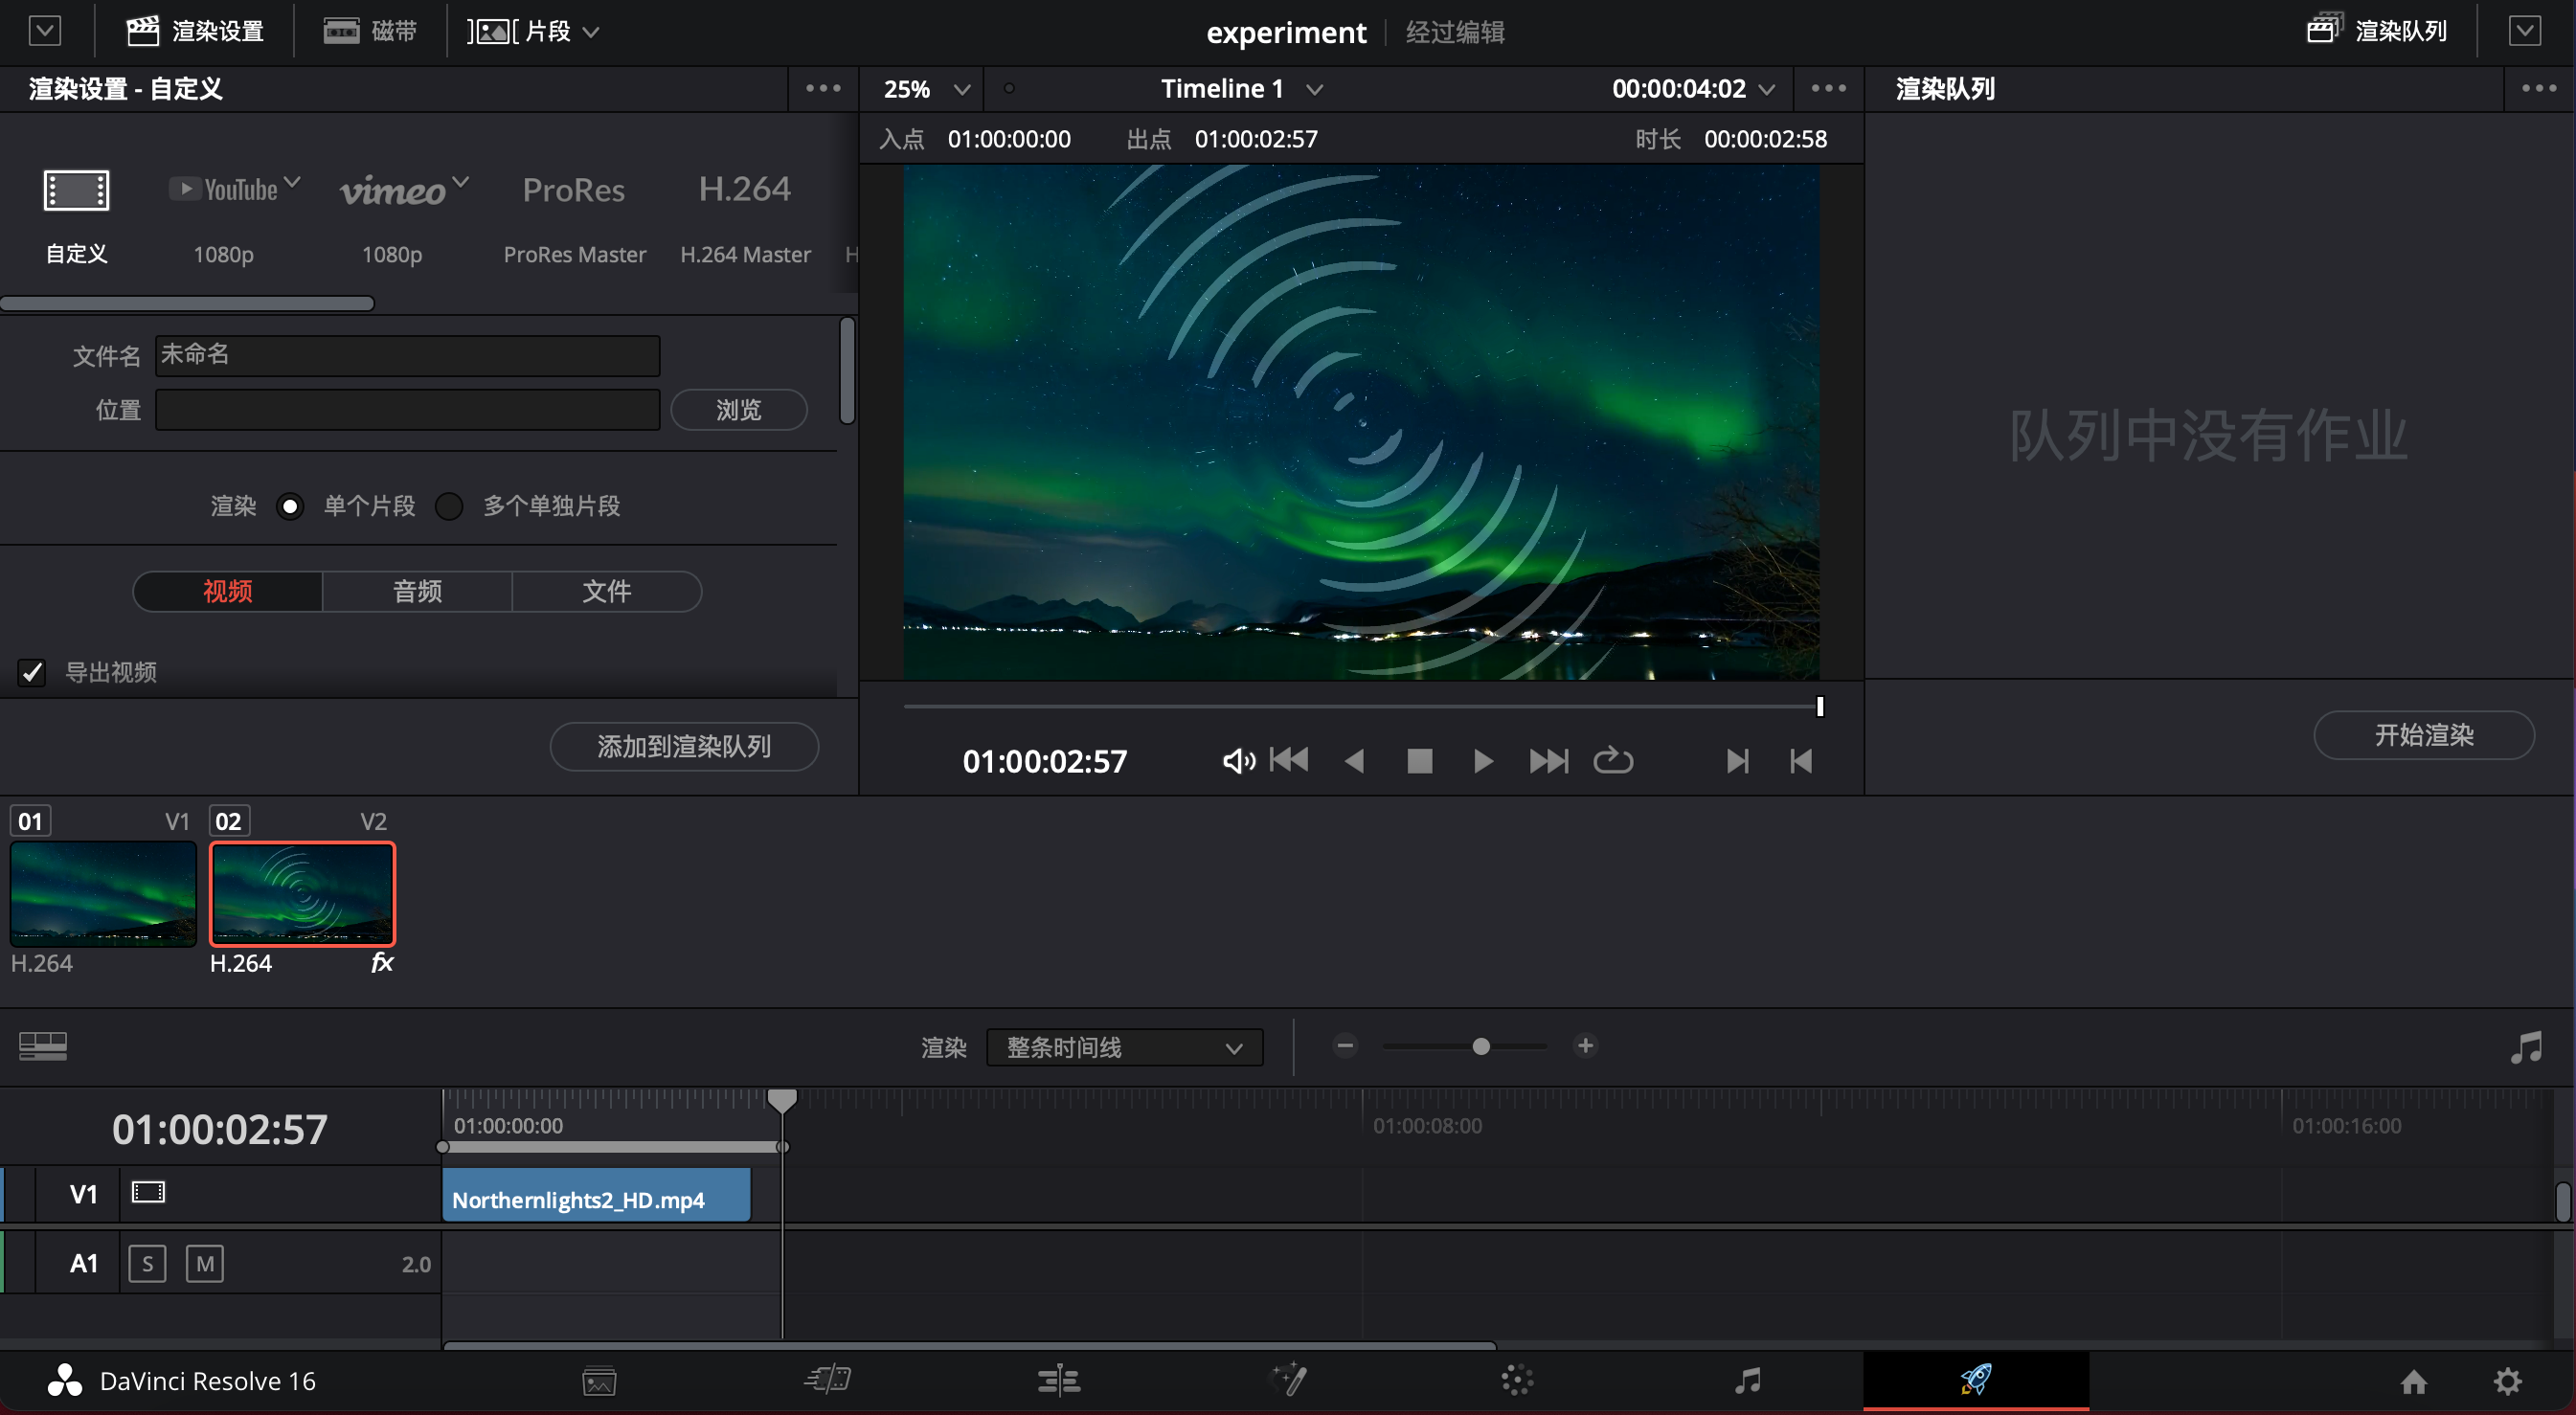 渲染设置
磁带
片段
experiment
经过编辑
渲染队列
渲染设置 - 自定义
25%
Timeline 1
00:00:04:02
渲染队列
入点 01:00:00:00
出点 01:00:02:57
时长 00:00:02:58
YouTube
vimeo
ProRes
H.264
自定义
1080p
1080p
ProRes Master
H.264 Master
H
文件名 未命名
位置
浏览
渲染 单个片段 多个单独片段
视频 音频 文件
导出视频
添加到渲染队列
队列中没有作业
01:00:02:57
开始渲染
01 V1
02 V2
H.264
H.264 fx
渲染 整条时间线
01:00:02:57
01:00:00:00
01:00:08:00
01:00:16:00
V1
Northernlights2_HD.mp4
A1 S M 2.0
DaVinci Resolve 16